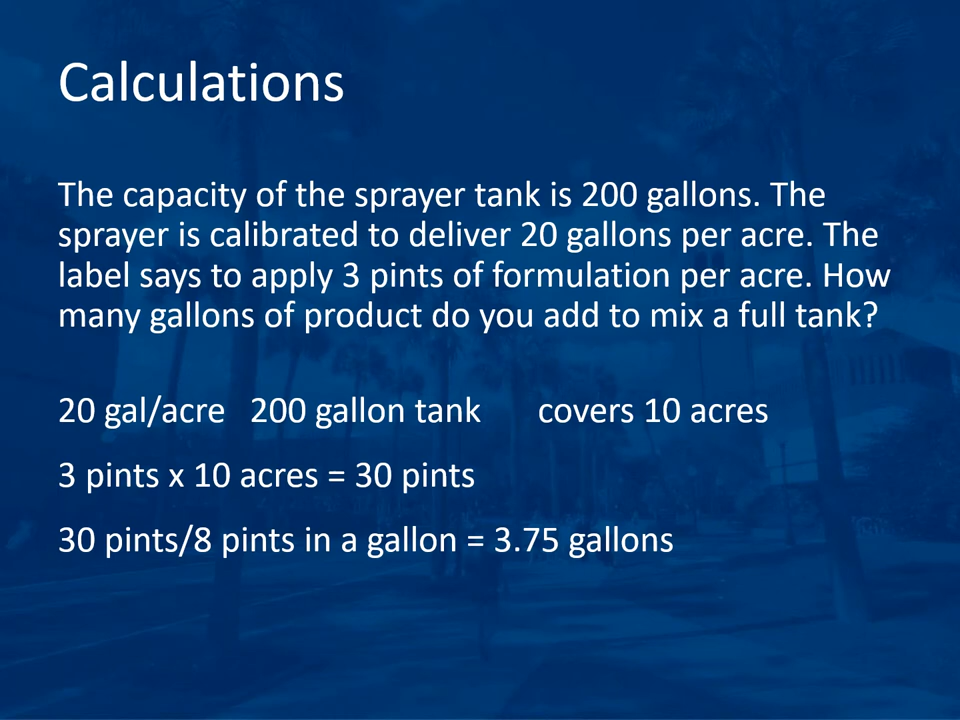 Calculations
The capacity of the sprayer tank is 200 gallons. The
sprayer is calibrated to deliver 20 gallons per acre. The
label says to apply 3 pints of formulation per acre. How
many gallons of product do you add to mix a full tank?
20 gal/acre 200 gallon tank covers 10 acres
3 pints x 10 acres = 30 pints
30 pints/8 pints in a gallon = 3.75 gallons